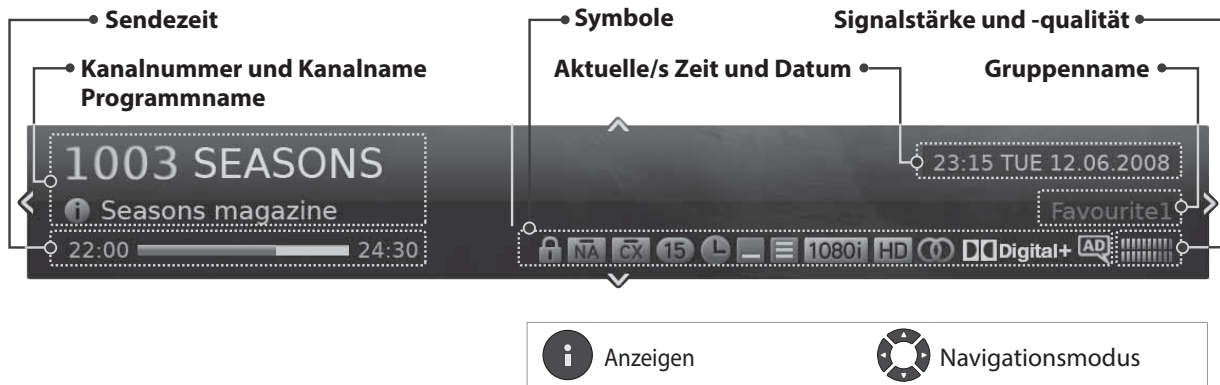 Sendezeit
Symbole
Signalstärke und -qualität
Kanalnummer und Kanalname
Programmname
Aktuelle/s Zeit und Datum
Gruppenname
1003 SEASONS
23:15 TUE 12.06.2008
i Seasons magazine
Favourite1
22:00 24:30
NA CX 15 1080i HD Digital+ AD
i Anzeigen
Navigationsmodus